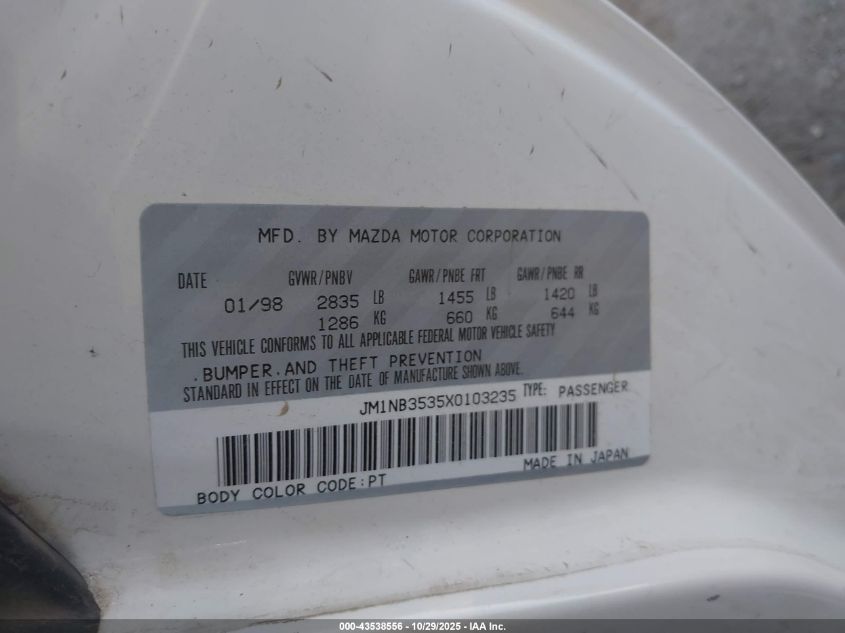 MFD. BY MAZDA MOTOR CORPORATION
DATE GVWR/PNBV GAWR/PNBE FRT GAWR/PNBE RR
01/98 2835 LB 1455 LB 1420 LB
1286 KG 660 KG 644 KG
THIS VEHICLE CONFORMS TO ALL APPLICABLE FEDERAL MOTOR VEHICLE SAFETY
.BUMPER.AND THEFT PREVENTION
STANDARD IN EFFECT ON THE DATE OF MANUFACTURE SHOWN ABOVE.
JM1NB3535X0103235 TYPE: PASSENGER
MADE IN JAPAN
BODY COLOR CODE:PT
000-43538556 • 10/29/2025 - IAA Inc.